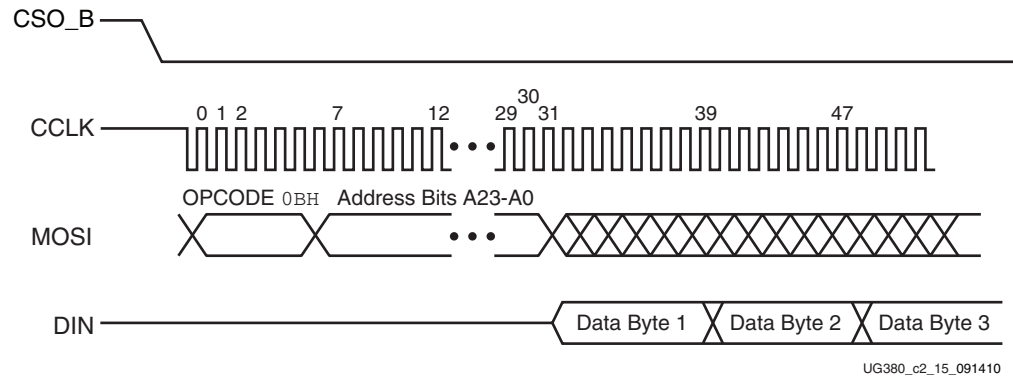 CSO_B
30
0 1 2 7 12 29 31 39 47
CCLK
OPCODE 0BH Address Bits A23-A0
MOSI
DIN Data Byte 1 Data Byte 2 Data Byte 3
UG380_c2_15_091410